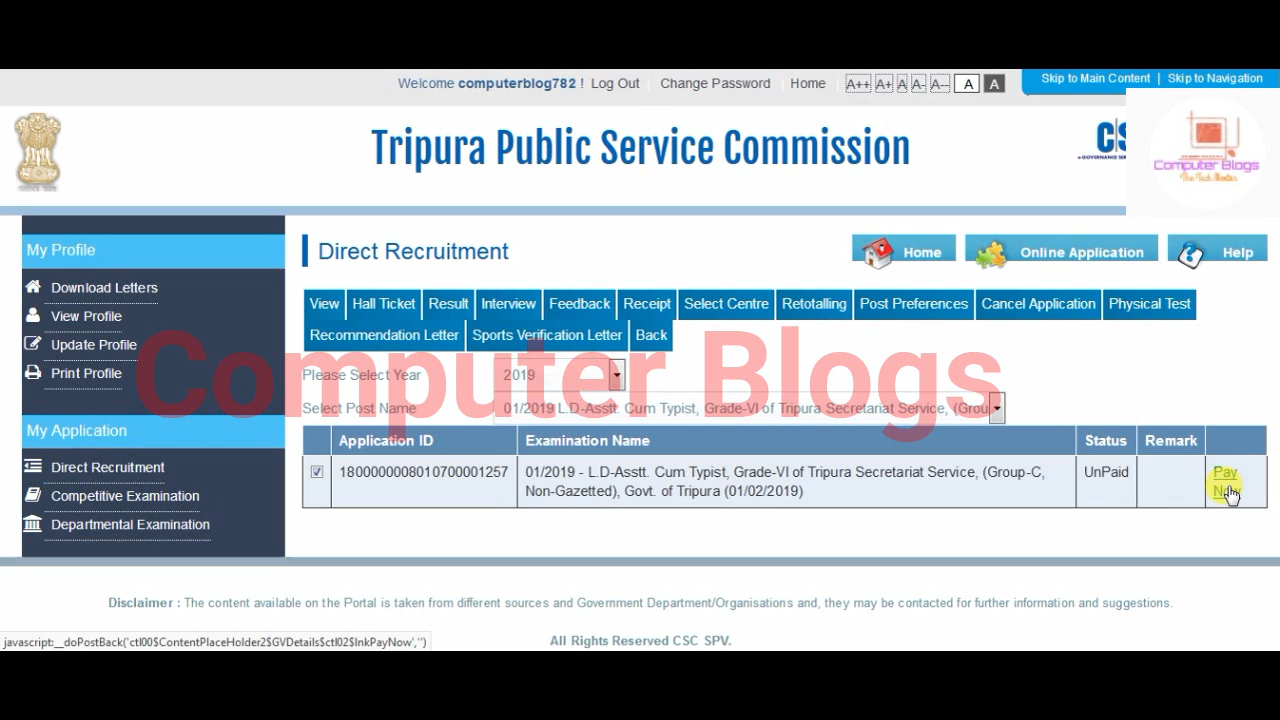 Welcome computerblog782 ! Log Out Change Password Home A++ A+ A A- A-- A A Skip to Main Content | Skip to Navigation
Tripura Public Service Commission
Computer Blogs
My Profile
Download Letters
View Profile
Update Profile
Print Profile
My Application
Direct Recruitment
Competitive Examination
Departmental Examination
Direct Recruitment Home Online Application Help
View Hall Ticket Result Interview Feedback Receipt Select Centre Retotalling Post Preferences Cancel Application Physical Test
Recommendation Letter Sports Verification Letter Back
Please Select Year 2019
Select Post Name 01/2019 L.D-Asstt. Cum Typist, Grade-VI of Tripura Secretariat Service, (Grou
Computer Blogs
Application ID Examination Name Status Remark
180000008010700001257 01/2019 - L.D-Asstt. Cum Typist, Grade-VI of Tripura Secretariat Service, (Group-C, UnPaid Pay
Non-Gazetted), Govt. of Tripura (01/02/2019) Now
Disclaimer : The content available on the Portal is taken from different sources and Government Department/Organisations and, they may be contacted for further information and suggestions.
All Rights Reserved CSC SPV.
javascript:__doPostBack('ctl00$ContentPlaceHolder2$GVDetails$ctl02$lnkPayNow','')